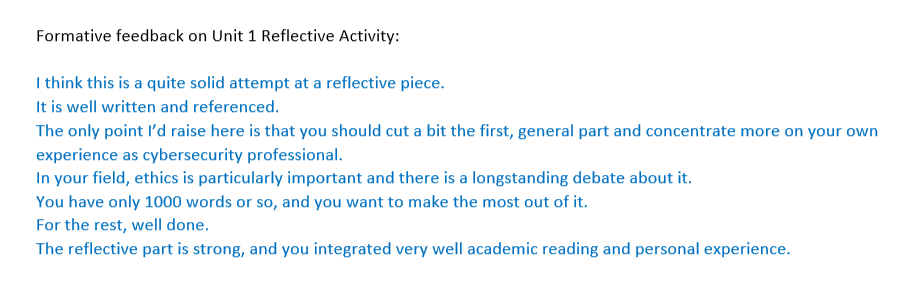 Formative feedback on Unit 1 Reflective Activity:
I think this is a quite solid attempt at a reflective piece.
It is well written and referenced.
The only point I’d raise here is that you should cut a bit the first, general part and concentrate more on your own
experience as cybersecurity professional.
In your field, ethics is particularly important and there is a longstanding debate about it.
You have only 1000 words or so, and you want to make the most out of it.
For the rest, well done.
The reflective part is strong, and you integrated very well academic reading and personal experience.